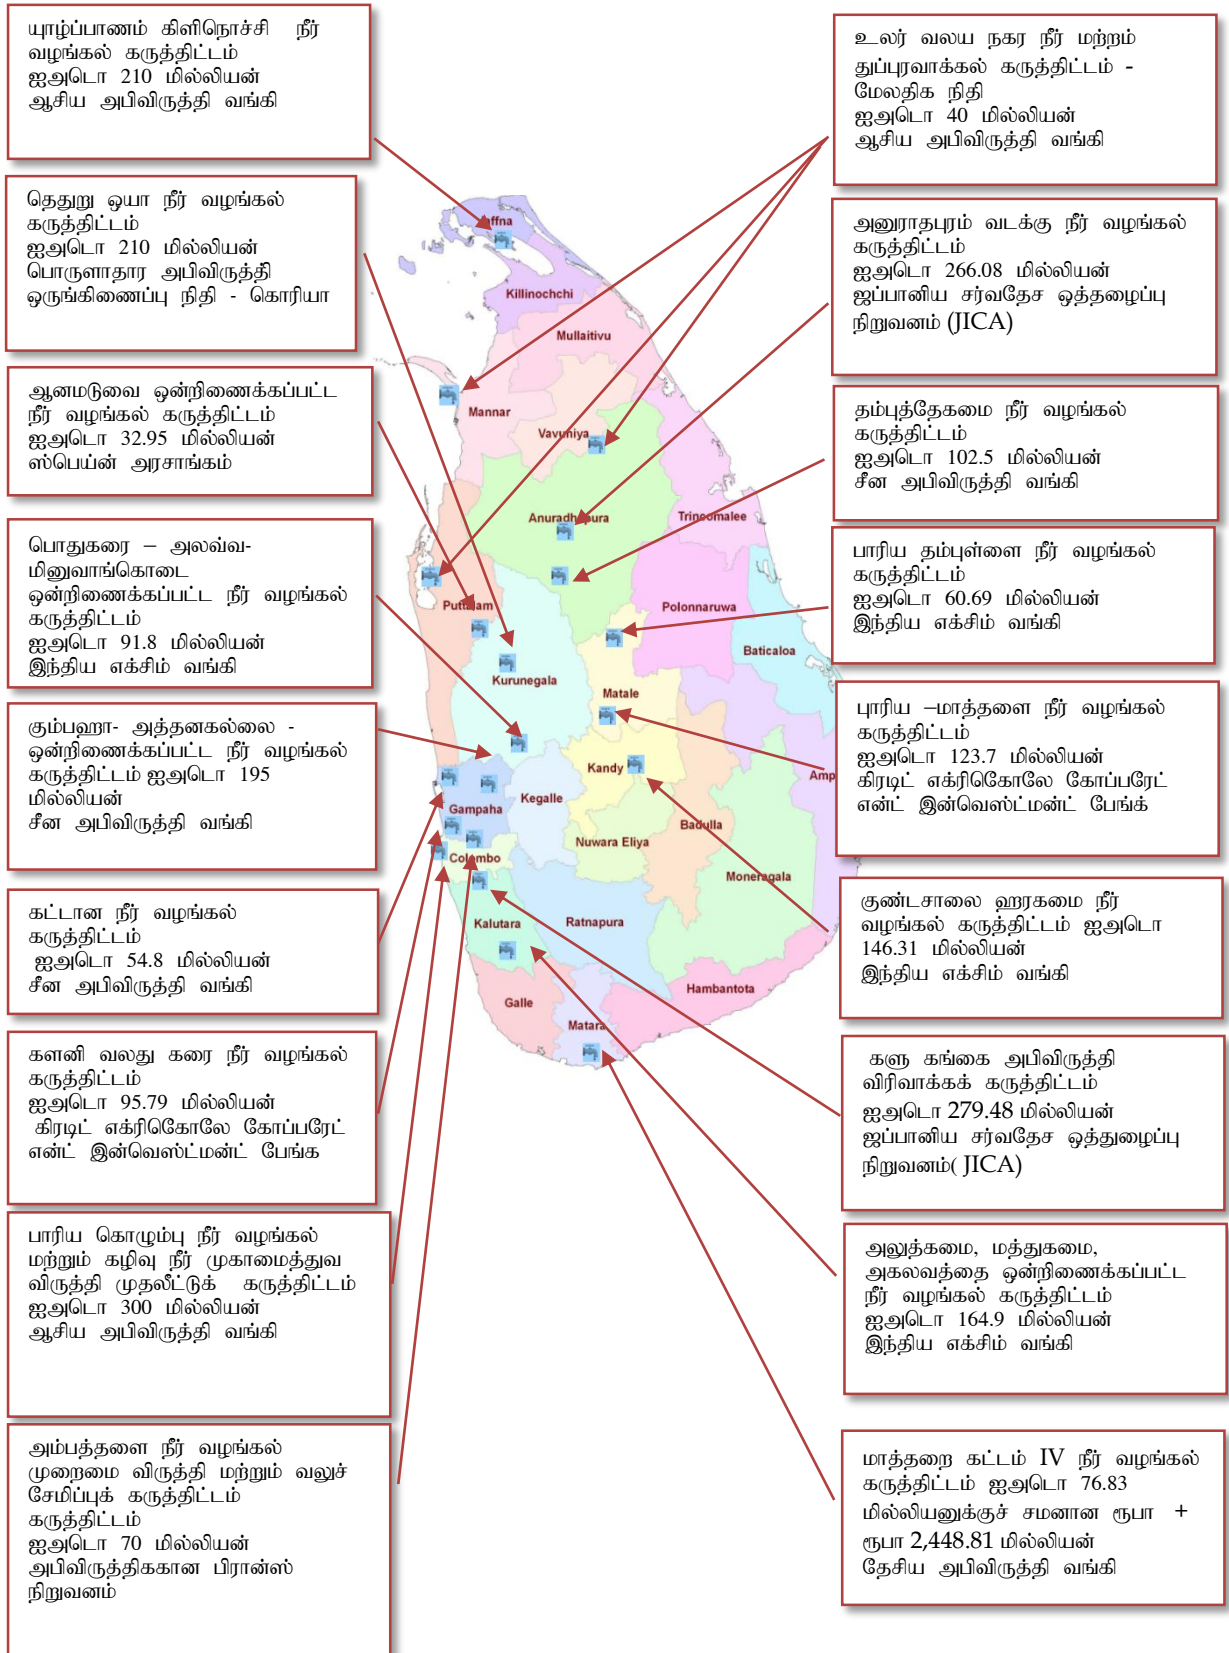 யுாழ்ப்பாணம் கிளிநொச்சி நீர்
வழங்கல் கருத்திட்டம்
ஐஅடொ 210 மில்லியன்
ஆசிய அபிவிருத்தி வங்கி
தெதுறு ஒயா நீர் வழங்கல்
கருத்திட்டம்
ஐஅடொ 210 மில்லியன்
பொருளாதார அபிவிருத்தி
ஒருங்கிணைப்பு நிதி - கொரியா
ஆனமடுவை ஒன்றிணைக்கப்பட்ட
நீர் வழங்கல் கருத்திட்டம்
ஐஅடொ 32.95 மில்லியன்
ஸ்பெய்ன் அரசாங்கம்
பொதுகரை – அலவ்வ-
மினுவாங்கொடை
ஒன்றிணைக்கப்பட்ட நீர் வழங்கல்
கருத்திட்டம்
ஐஅடொ 91.8 மில்லியன்
இந்திய எக்சிம் வங்கி
கும்பஹா- அத்தனகல்லை -
ஒன்றிணைக்கப்பட்ட நீர் வழங்கல்
கருத்திட்டம் ஐஅடொ 195
மில்லியன்
சீன அபிவிருத்தி வங்கி
கட்டான நீர் வழங்கல்
கருத்திட்டம்
ஐஅடொ 54.8 மில்லியன்
சீன அபிவிருத்தி வங்கி
களனி வலது கரை நீர் வழங்கல்
கருத்திட்டம்
ஐஅடொ 95.79 மில்லியன்
கிரடிட் எக்ரிகொேலே கோப்பரேட்
என்ட் இன்வெஸ்ட்மன்ட் பேங்க
பாரிய கொழும்பு நீர் வழங்கல்
மற்றும் கழிவு நீர் முகாமைத்துவ
விருத்தி முதலீட்டுக் கருத்திட்டம்
ஐஅடொ 300 மில்லியன்
ஆசிய அபிவிருத்தி வங்கி
அம்பத்தளை நீர் வழங்கல்
முறைமை விருத்தி மற்றும் வலுச்
சேமிப்புக் கருத்திட்டம்
கருத்திட்டம்
ஐஅடொ 70 மில்லியன்
அபிவிருத்திககான பிரான்ஸ்
நிறுவனம்
affna
Killinochchi
Mullaitivu
Mannar
Vavuniya
Anuradhapura
Trincomalee
Puttalam
Polonnaruwa
Baticaloa
Kurunegala
Matale
Kandy
Amp
Kegalle
Gampaha
Nuwara Eliya
Badulla
Colombo
Moneragala
Kalutara
Ratnapura
Hambantota
Galle
Matara
உலர் வலய நகர நீர் மற்றம்
துப்புரவாக்கல் கருத்திட்டம் -
மேலதிக நிதி
ஐஅடொ 40 மில்லியன்
ஆசிய அபிவிருத்தி வங்கி
அனுராதபுரம் வடக்கு நீர் வழங்கல்
கருத்திட்டம்
ஐஅடொ 266.08 மில்லியன்
ஜப்பானிய சர்வதேச ஒத்தழைப்பு
நிறுவனம் (JICA)
தம்புத்தேகமை நீர் வழங்கல்
கருத்திட்டம்
ஐஅடொ 102.5 மில்லியன்
சீன அபிவிருத்தி வங்கி
பாரிய தம்புள்ளை நீர் வழங்கல்
கருத்திட்டம்
ஐஅடொ 60.69 மில்லியன்
இந்திய எக்சிம் வங்கி
புாரிய –மாத்தளை நீர் வழங்கல்
கருத்திட்டம்
ஐஅடொ 123.7 மில்லியன்
கிரடிட் எக்ரிகொேலே கோப்பரேட்
என்ட் இன்வெஸ்ட்மன்ட் பேங்க்
குண்டசாலை ஹரகமை நீர்
வழங்கல் கருத்திட்டம் ஐஅடொ
146.31 மில்லியன்
இந்திய எக்சிம் வங்கி
களு கங்கை அபிவிருத்தி
விரிவாக்கக் கருத்திட்டம்
ஐஅடொ 279.48 மில்லியன்
ஜப்பானிய சர்வதேச ஒத்துழைப்பு
நிறுவனம்( JICA)
அலுத்கமை, மத்துகமை,
அகலவத்தை ஒன்றிணைக்கப்பட்ட
நீர் வழங்கல் கருத்திட்டம்
ஐஅடொ 164.9 மில்லியன்
இந்திய எக்சிம் வங்கி
மாத்தறை கட்டம் IV நீர் வழங்கல்
கருத்திட்டம் ஐஅடொ 76.83
மில்லியனுக்குச் சமனான ரூபா +
ரூபா 2,448.81 மில்லியன்
தேசிய அபிவிருத்தி வங்கி